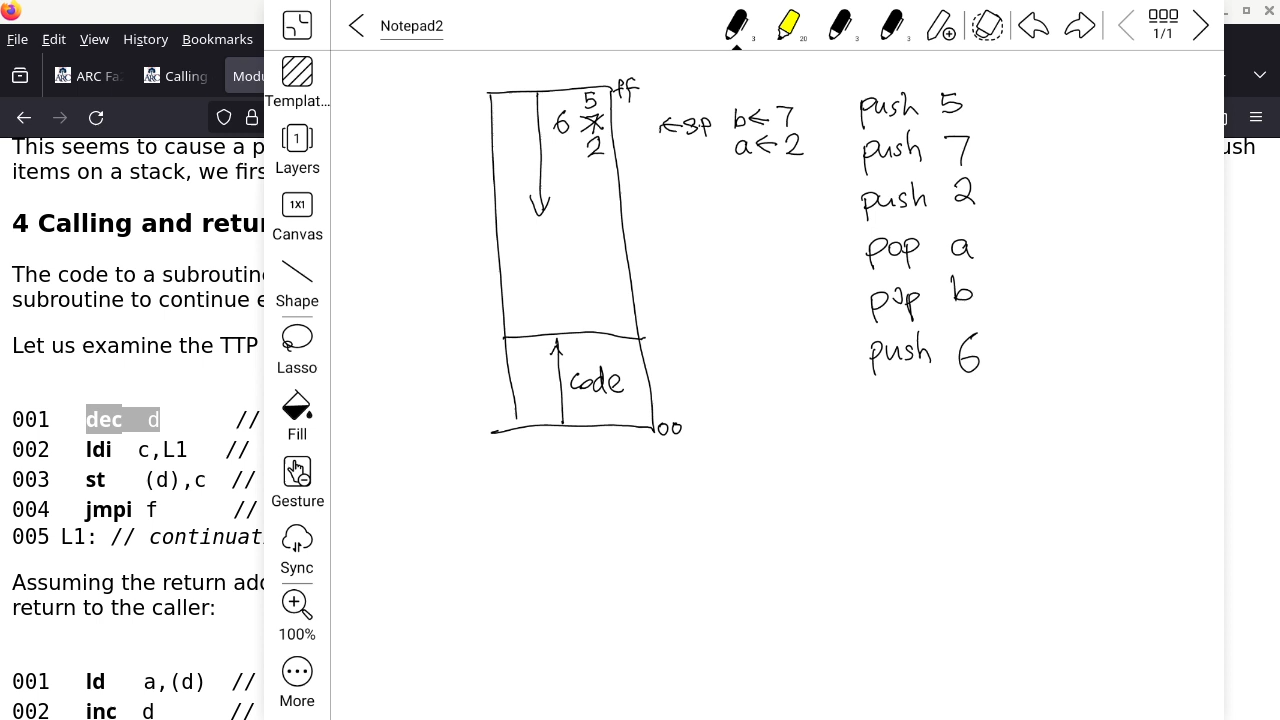 File Edit View History Bookmarks
ARC Fa
Calling
Modu
This seems to cause a p
ush
items on a stack, we firs
4 Calling and retur
The code to a subroutine
subroutine to continue e
Let us examine the TTP
001 dec d //
002 ldi c,L1 //
003 st (d),c //
004 jmpi f //
005 L1: // continuat
Assuming the return add
return to the caller:
001 ld a,(d) //
002 inc d //
Templat...
Layers
1X1
Canvas
Shape
Lasso
Fill
Gesture
Sync
100%
More
Notepad2
3
20
3
3
1/1
ff
5
6 7
2
←sp
b←7
a←2
code
00
push 5
push 7
push 2
pop a
pop b
push 6